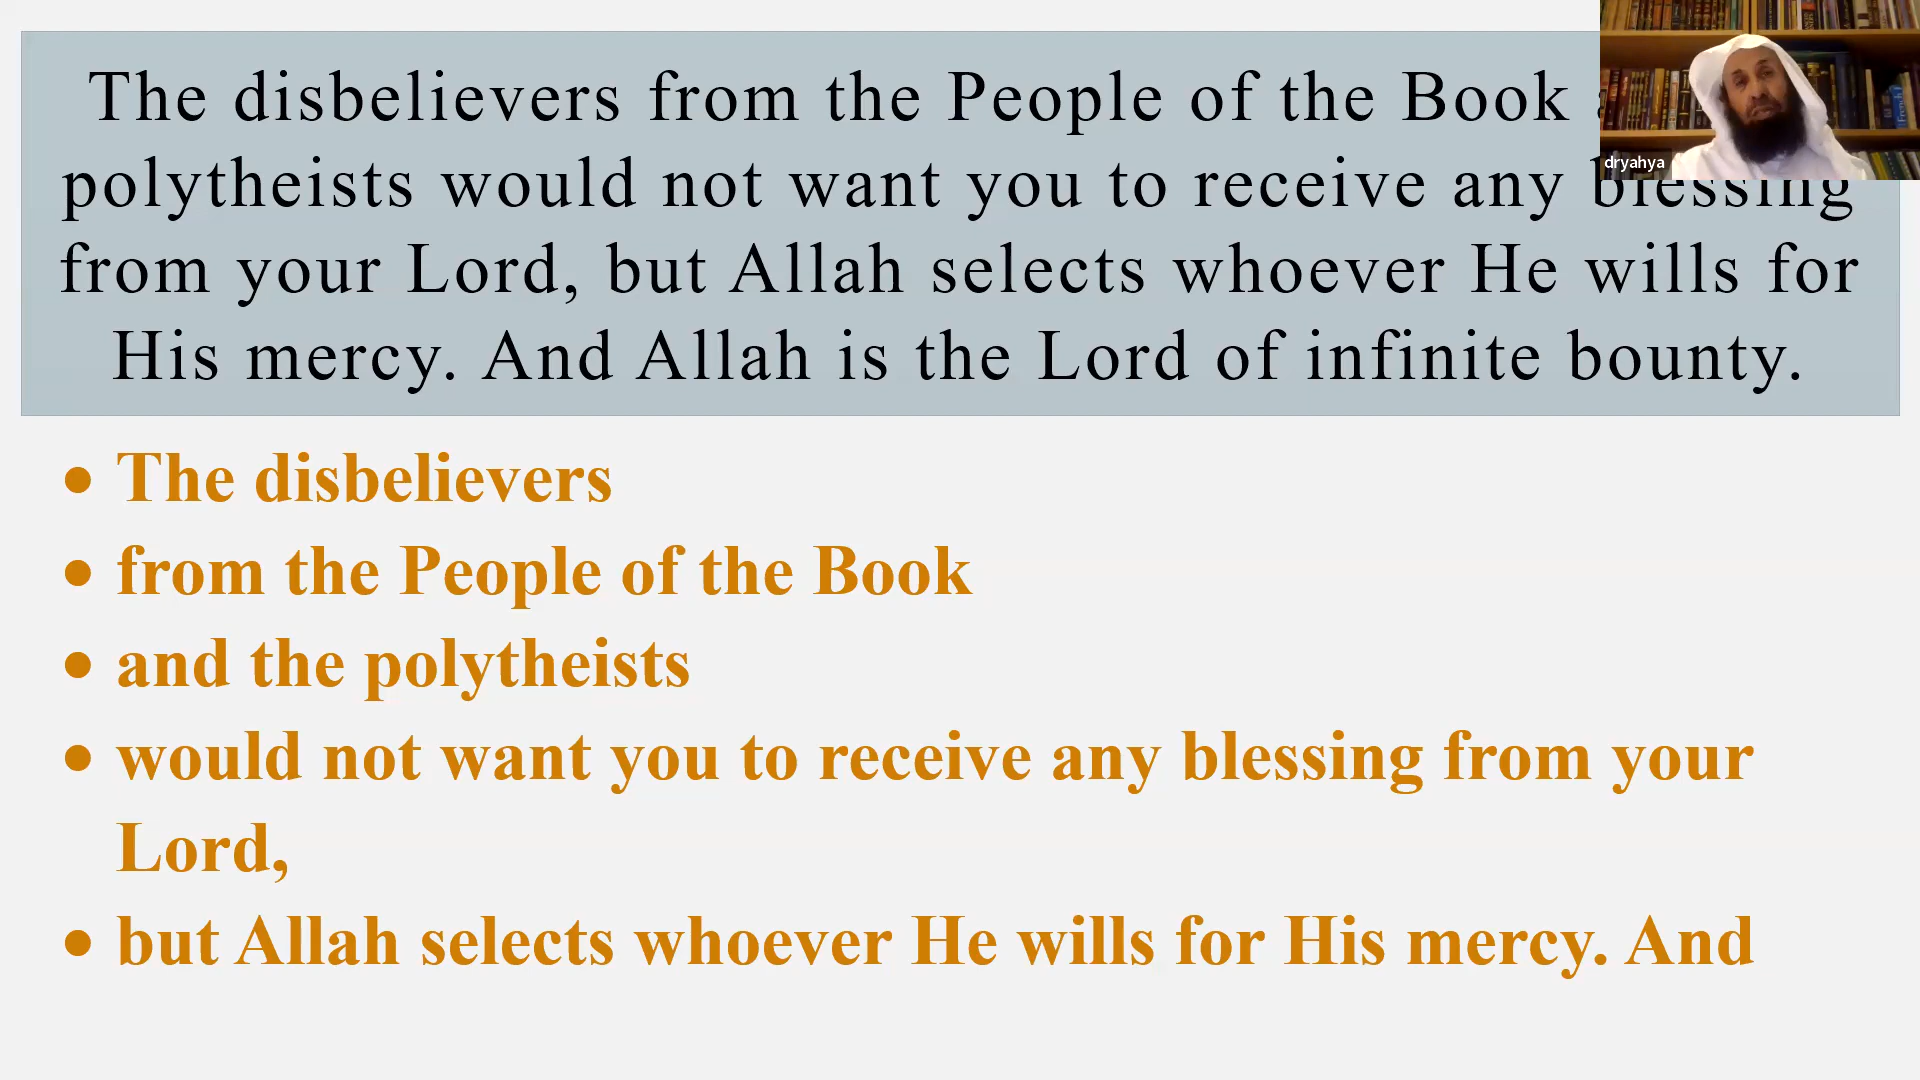 The disbelievers from the People of the Book
polytheists would not want you to receive any blessing
from your Lord, but Allah selects whoever He wills for
His mercy. And Allah is the Lord of infinite bounty.
dryahya
• The disbelievers
• from the People of the Book
• and the polytheists
• would not want you to receive any blessing from your
Lord,
• but Allah selects whoever He wills for His mercy. And